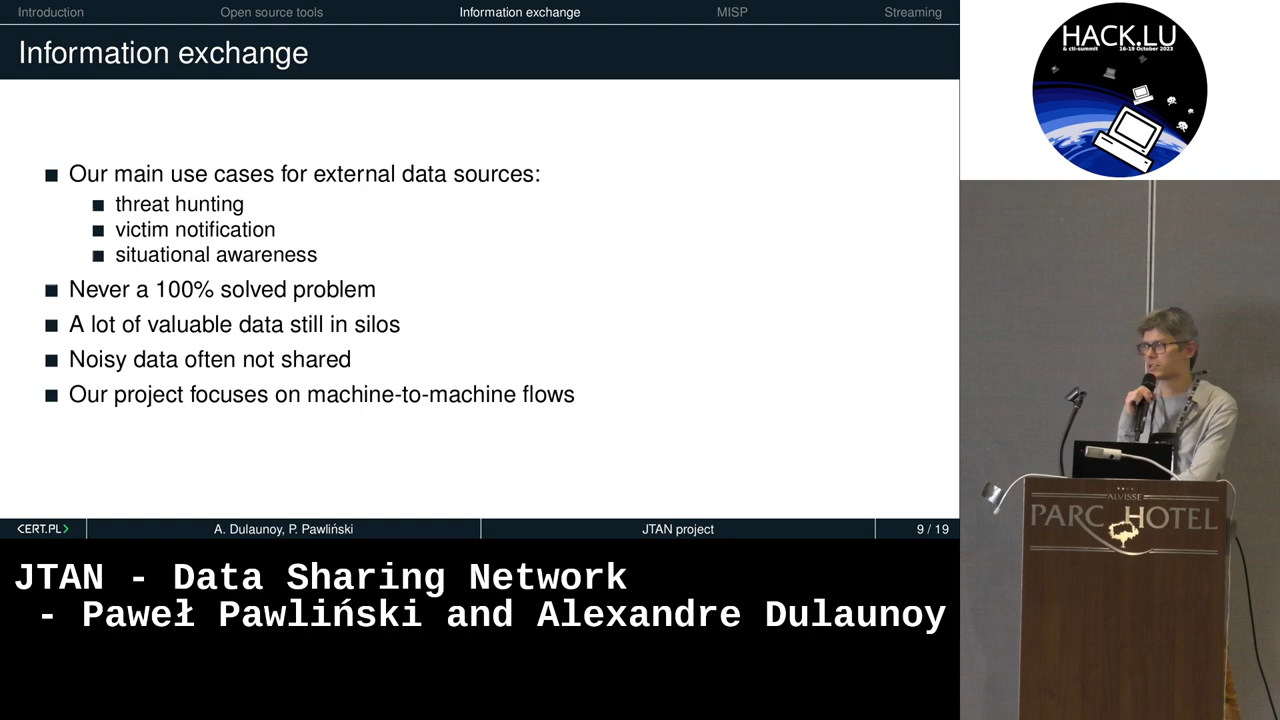 Introduction
Open source tools
Information exchange
MISP
Streaming
Information exchange
Our main use cases for external data sources:
threat hunting
victim notification
situational awareness
Never a 100% solved problem
A lot of valuable data still in silos
Noisy data often not shared
Our project focuses on machine-to-machine flows
CERT.PL>
A. Dulaunoy, P. Pawliński
JTAN project
9 / 19
JTAN - Data Sharing Network
- Paweł Pawliński and Alexandre Dulaunoy
HACK.LU
& cti-summit 16-19 October 2023
ALVISSE
PARC HOTEL